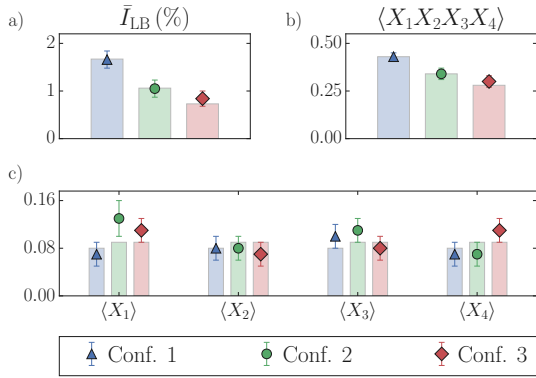 a)
Ī_LB (%)
2
1
0
b)
⟨X₁X₂X₃X₄⟩
0.50
0.25
0.00
c)
0.16
0.08
0.00
⟨X₁⟩ ⟨X₂⟩ ⟨X₃⟩ ⟨X₄⟩
Conf. 1 Conf. 2 Conf. 3